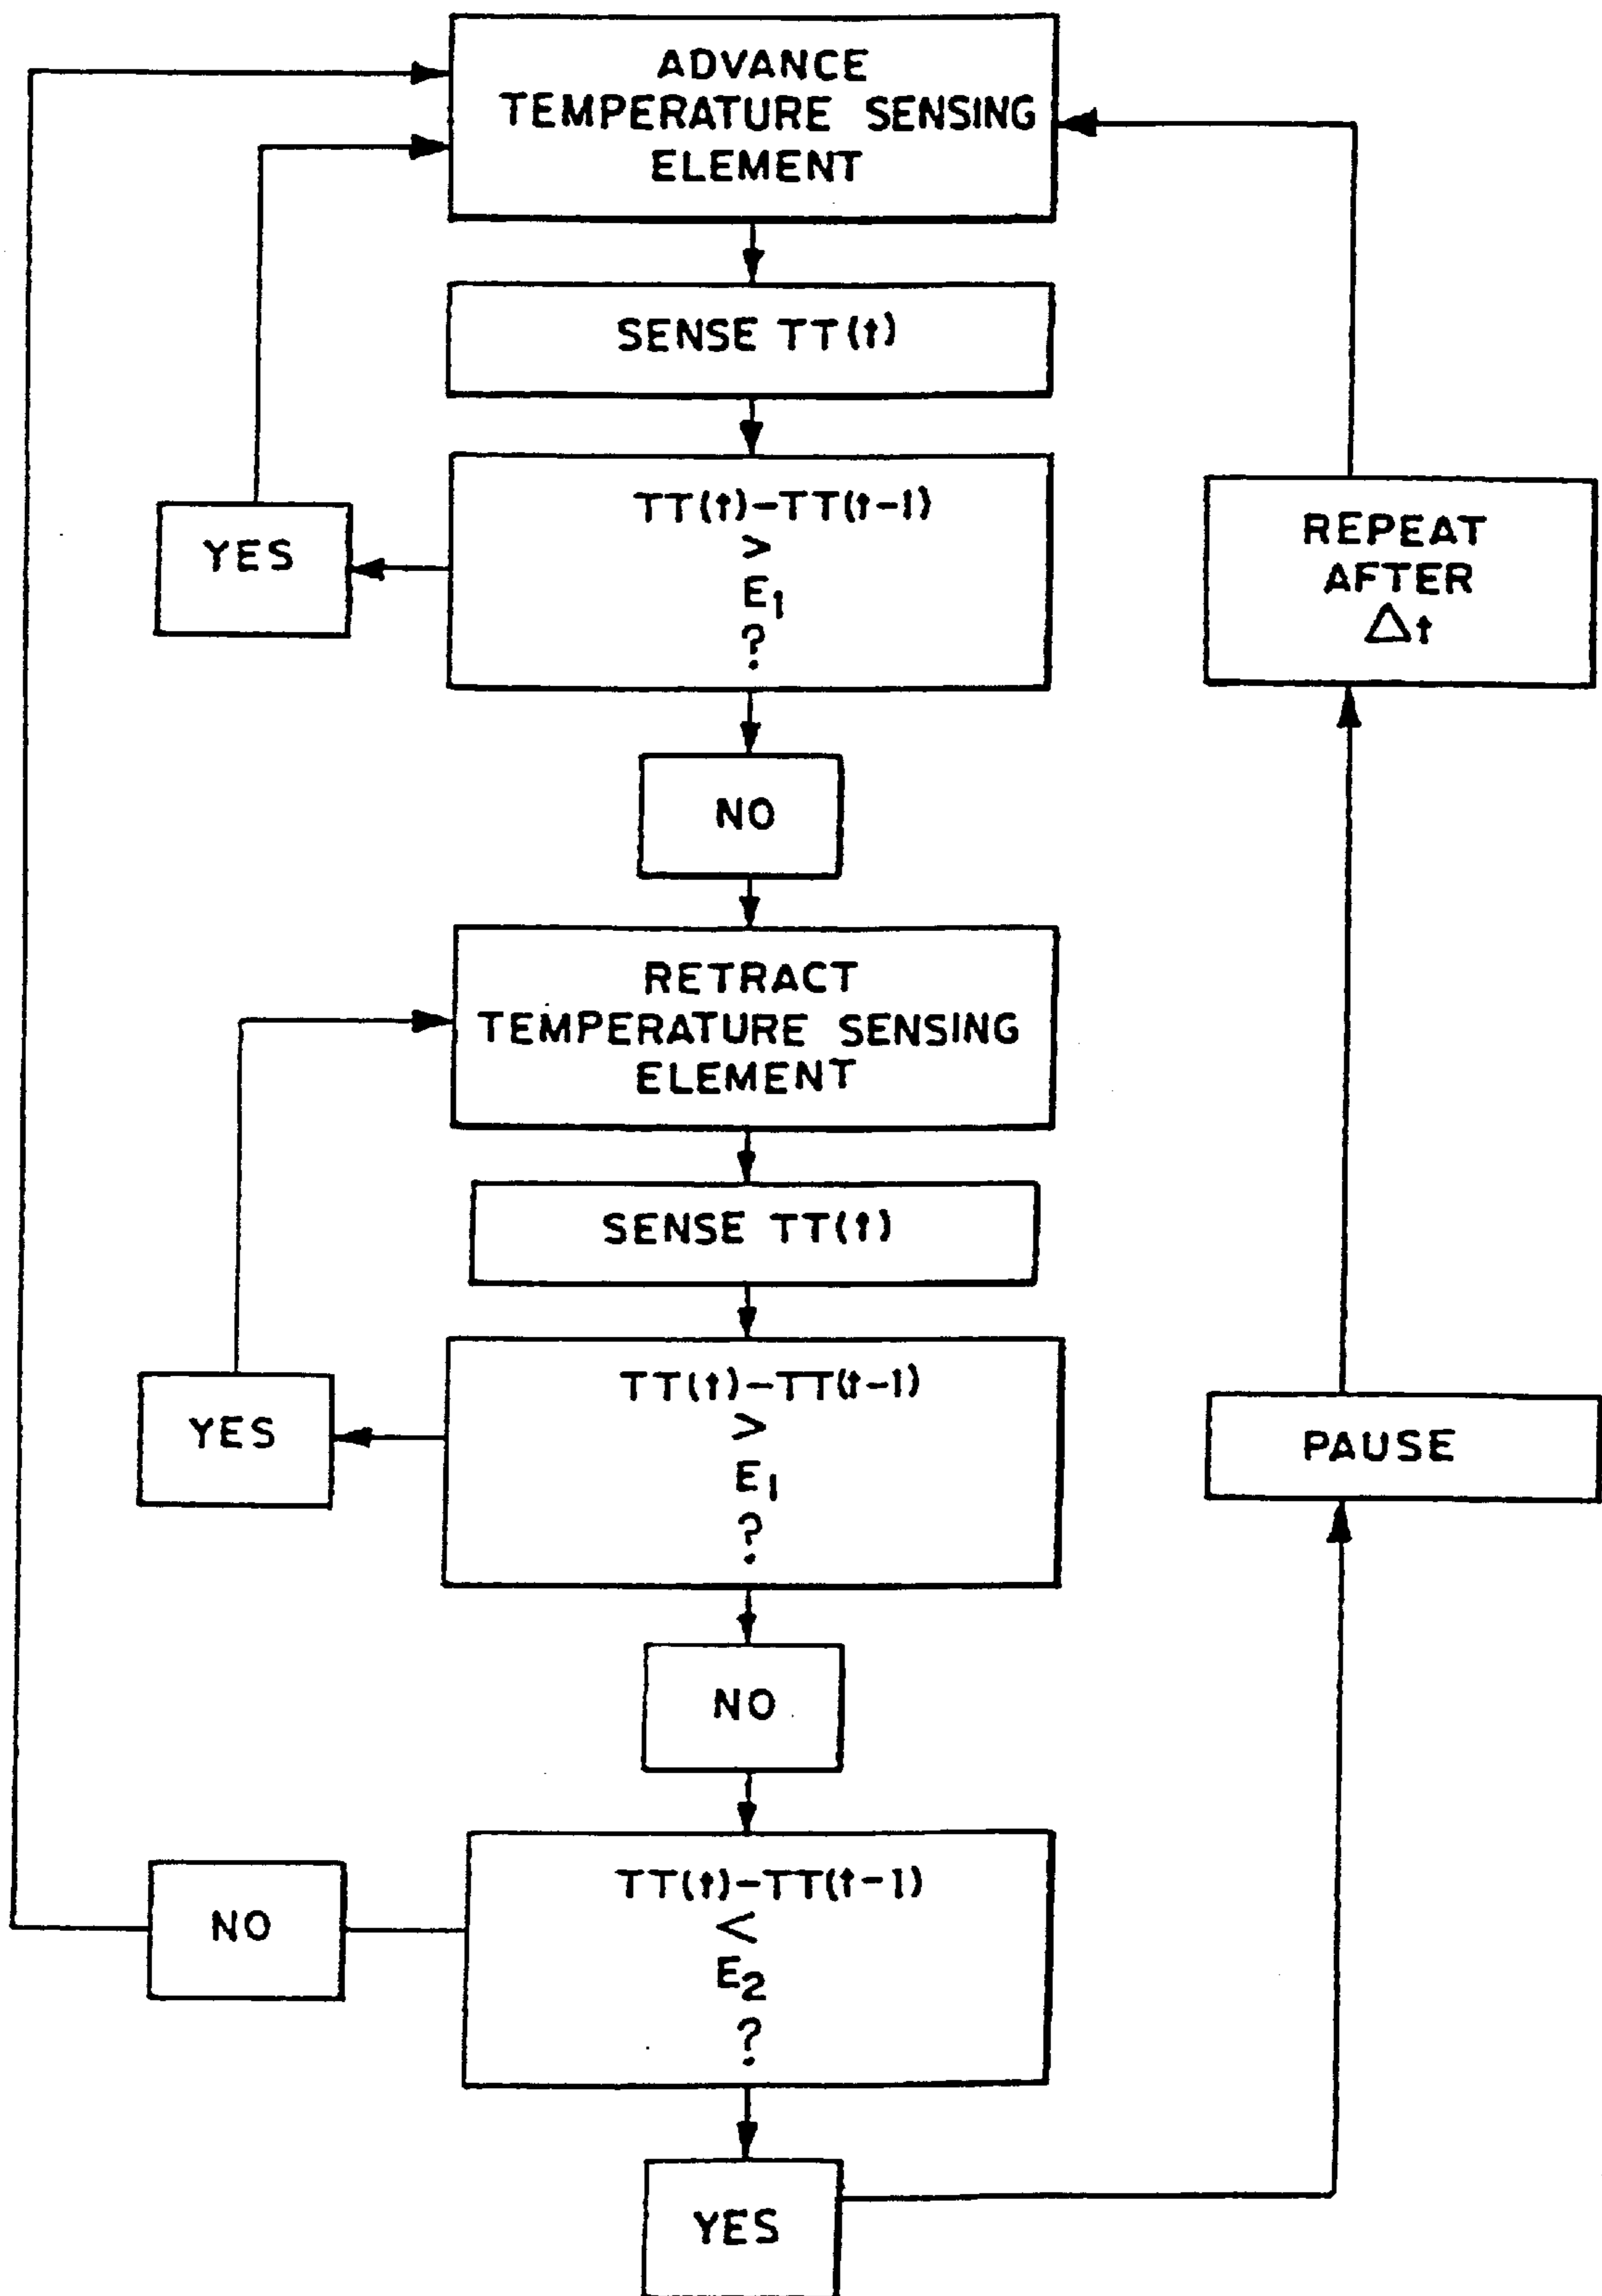 ADVANCE
TEMPERATURE SENSING
ELEMENT
SENSE TT(t)
TT(t)-TT(t-1)
>
E1
?
YES
NO
RETRACT
TEMPERATURE SENSING
ELEMENT
SENSE TT(t)
TT(t)-TT(t-1)
>
E1
?
YES
NO
TT(t)-TT(t-1)
<
E2
?
NO
YES
PAUSE
REPEAT
AFTER
Δt